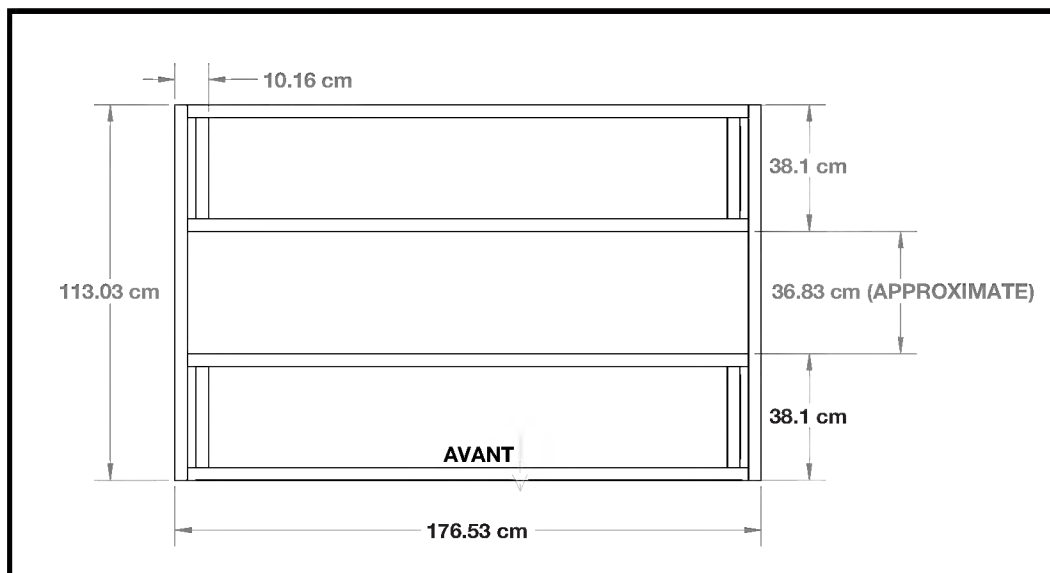 10.16 cm
38.1 cm
113.03 cm
36.83 cm (APPROXIMATE)
38.1 cm
AVANT
176.53 cm